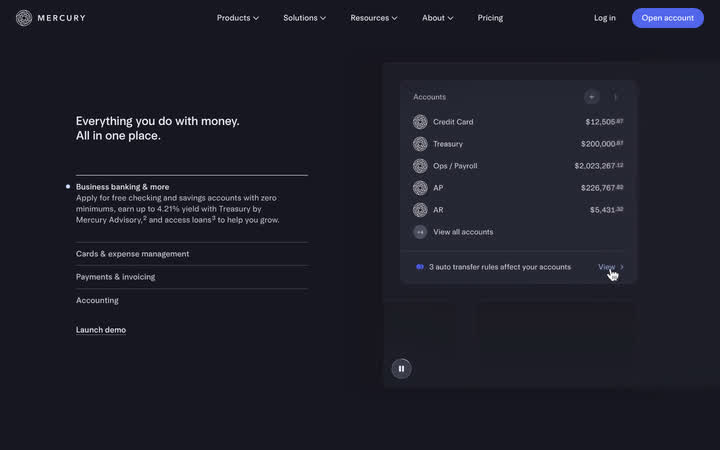 MERCURY
Products
Solutions
Resources
About
Pricing
Log in
Open account
Everything you do with money.
All in one place.
Business banking & more
Apply for free checking and savings accounts with zero
minimums, earn up to 4.21% yield with Treasury by
Mercury Advisory,² and access loans³ to help you grow.
Cards & expense management
Payments & invoicing
Accounting
Launch demo
Accounts
Credit Card $12,505.87
Treasury $200,000.87
Ops / Payroll $2,023,267.12
AP $226,767.82
AR $5,431.32
+4 View all accounts
3 auto transfer rules affect your accounts View